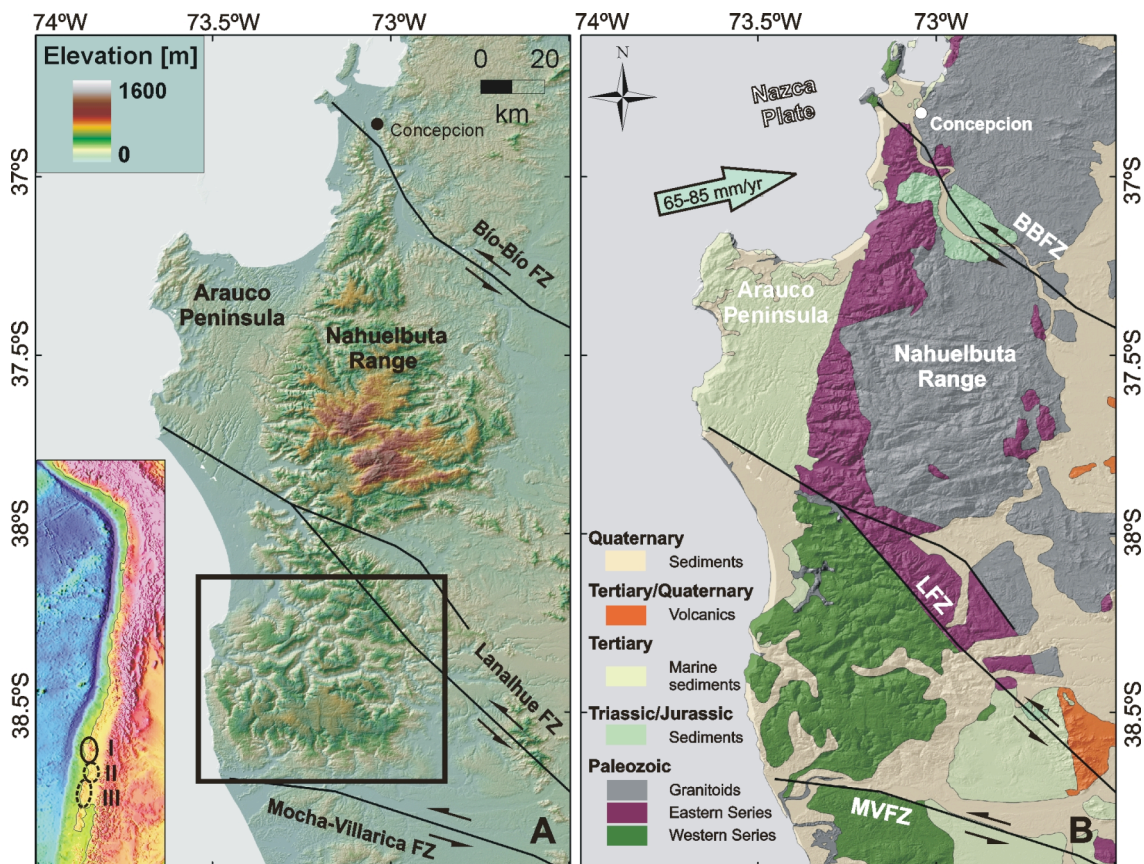 74ºW
73.5ºW
73ºW
Elevation [m]
1600
0
0
20
km
Concepcion
37ºS
Bío-Bío FZ
Arauco
Peninsula
Nahuelbuta
Range
37.5ºS
38ºS
Lanalhue FZ
38.5ºS
I
II
III
Mocha-Villarica FZ
A
73.5ºW
73ºW
N
Nazca
Plate
Concepcion
37ºS
65-85 mm/yr
BBFZ
Arauco
Peninsula
Nahuelbuta
Range
37.5ºS
38ºS
LFZ
38.5ºS
Quaternary
Sediments
Tertiary/Quaternary
Volcanics
Tertiary
Marine
sediments
Triassic/Jurassic
Sediments
Paleozoic
Granitoids
Eastern Series
Western Series
MVFZ
B